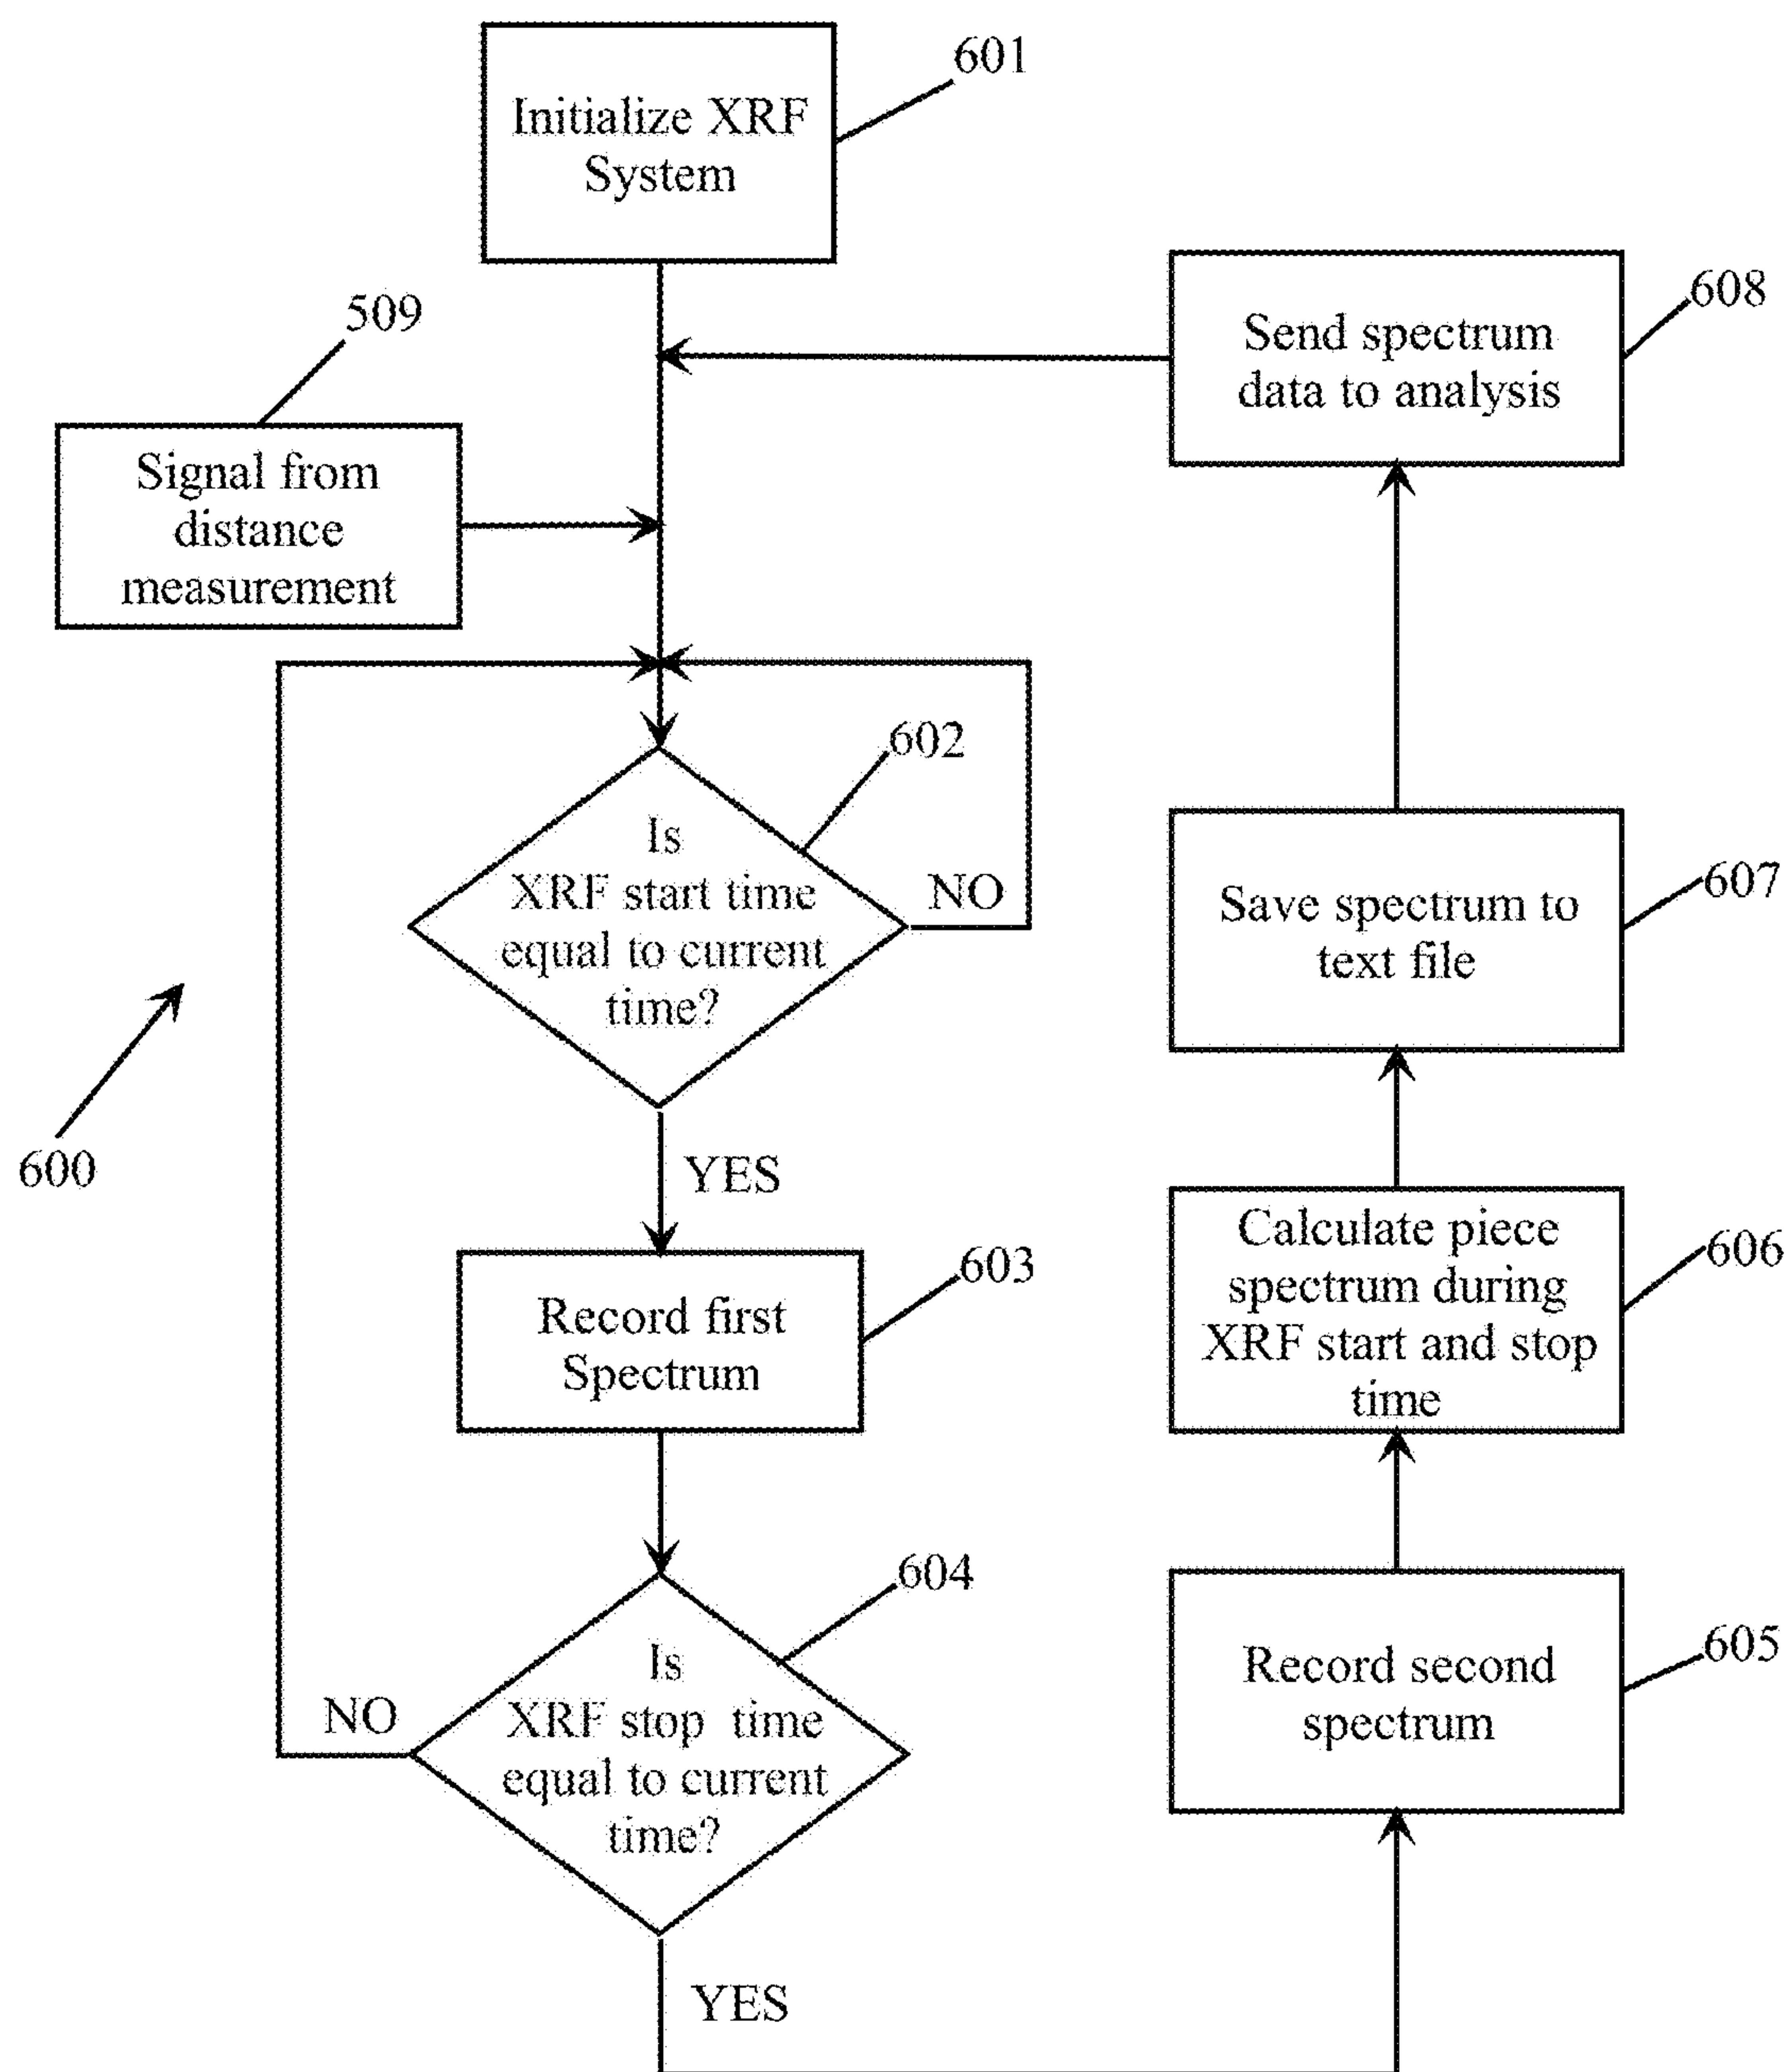 601
Initialize XRF
System
509
Signal from
distance
measurement
608
Send spectrum
data to analysis
602
Is
XRF start time
equal to current
time?
NO
607
Save spectrum to
text file
600
YES
603
Record first
Spectrum
606
Calculate piece
spectrum during
XRF start and stop
time
604
Is
XRF stop time
equal to current
time?
NO
605
Record second
spectrum
YES